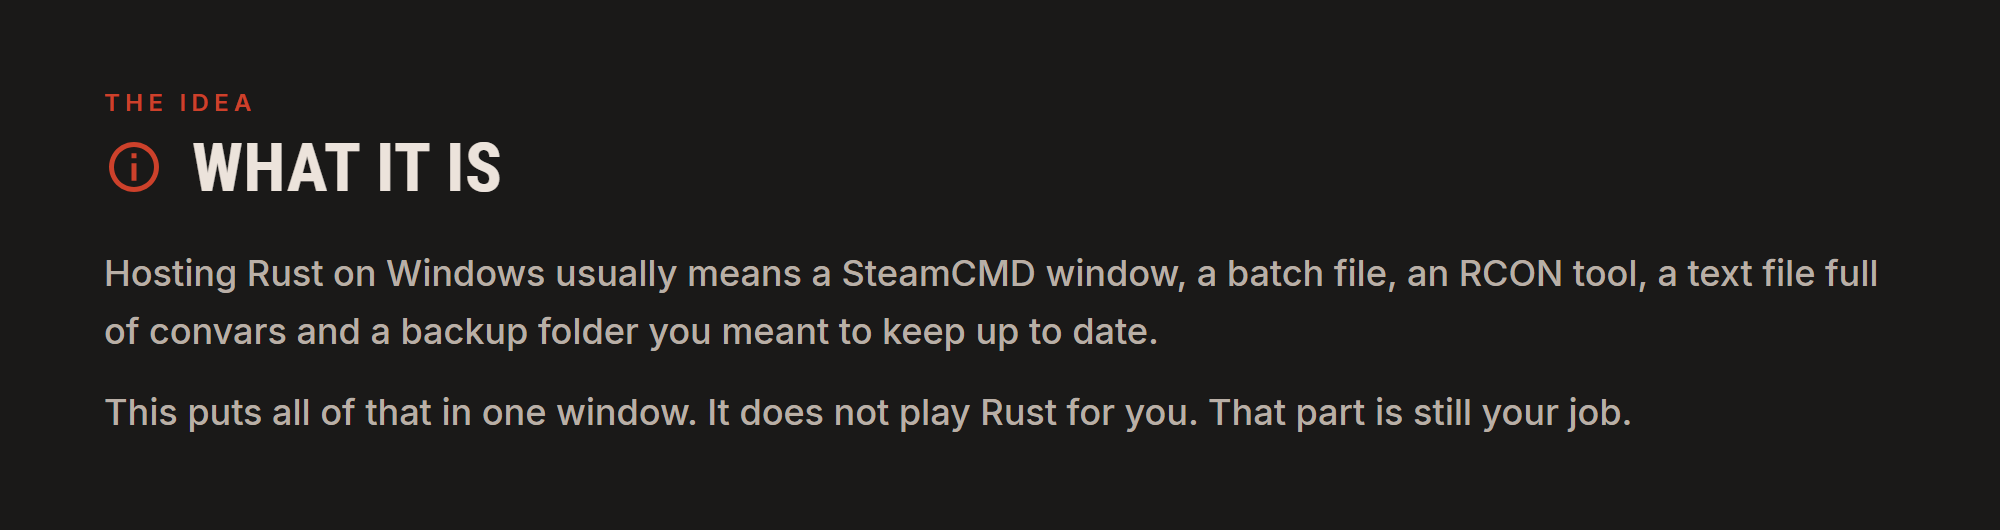 THE IDEA
WHAT IT IS
Hosting Rust on Windows usually means a SteamCMD window, a batch file, an RCON tool, a text file full
of convars and a backup folder you meant to keep up to date.
This puts all of that in one window. It does not play Rust for you. That part is still your job.